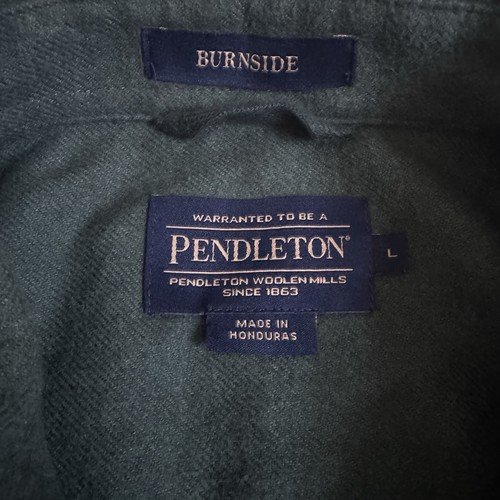 BURNSIDE
WARRANTED TO BE A
PENDLETON®
L
PENDLETON WOOLEN MILLS
SINCE 1863
MADE IN
HONDURAS